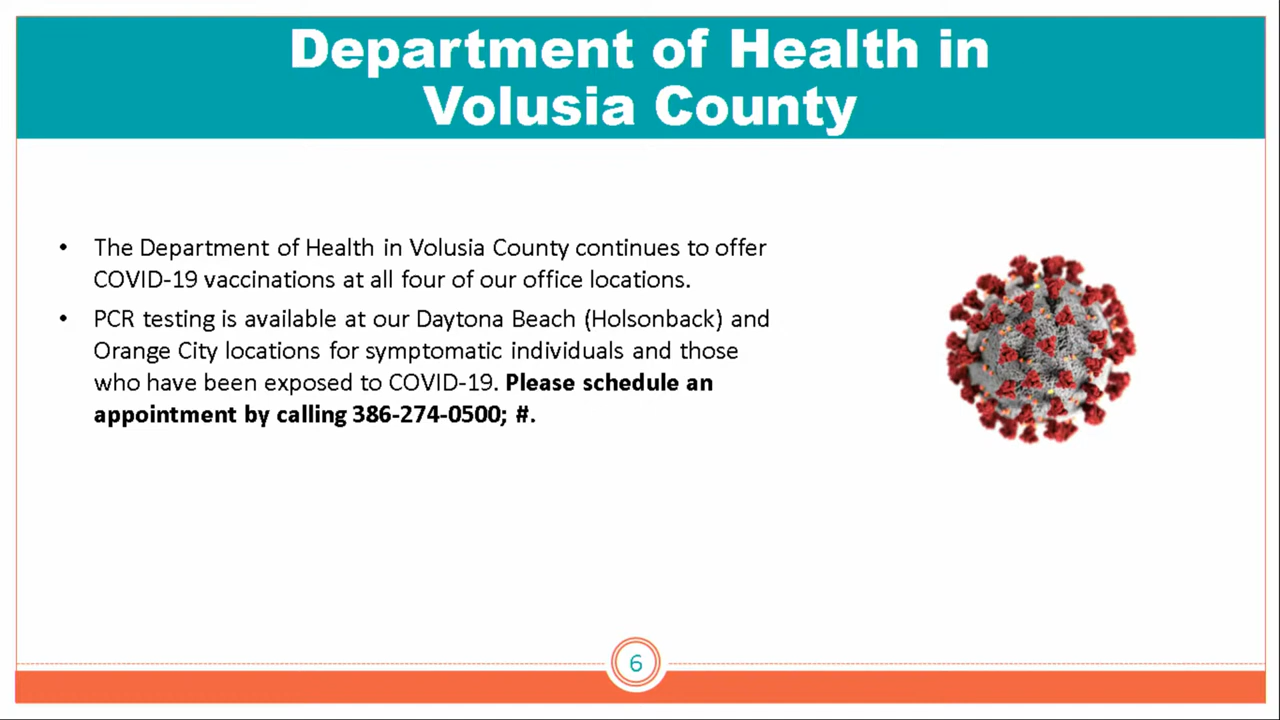 Department of Health in
Volusia County
• The Department of Health in Volusia County continues to offer
COVID-19 vaccinations at all four of our office locations.
• PCR testing is available at our Daytona Beach (Holsonback) and
Orange City locations for symptomatic individuals and those
who have been exposed to COVID-19. Please schedule an
appointment by calling 386-274-0500; #.
6